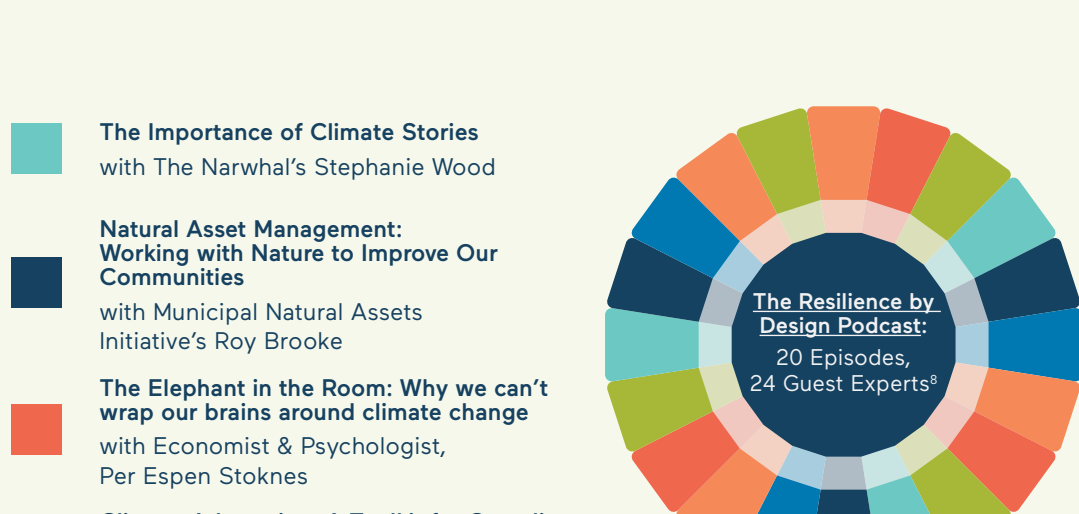 The Importance of Climate Stories
with The Narwhal’s Stephanie Wood
Natural Asset Management:
Working with Nature to Improve Our
Communities
with Municipal Natural Assets
Initiative’s Roy Brooke
The Elephant in the Room: Why we can’t
wrap our brains around climate change
with Economist & Psychologist,
Per Espen Stoknes
The Resilience by
Design Podcast:
20 Episodes,
24 Guest Experts⁸